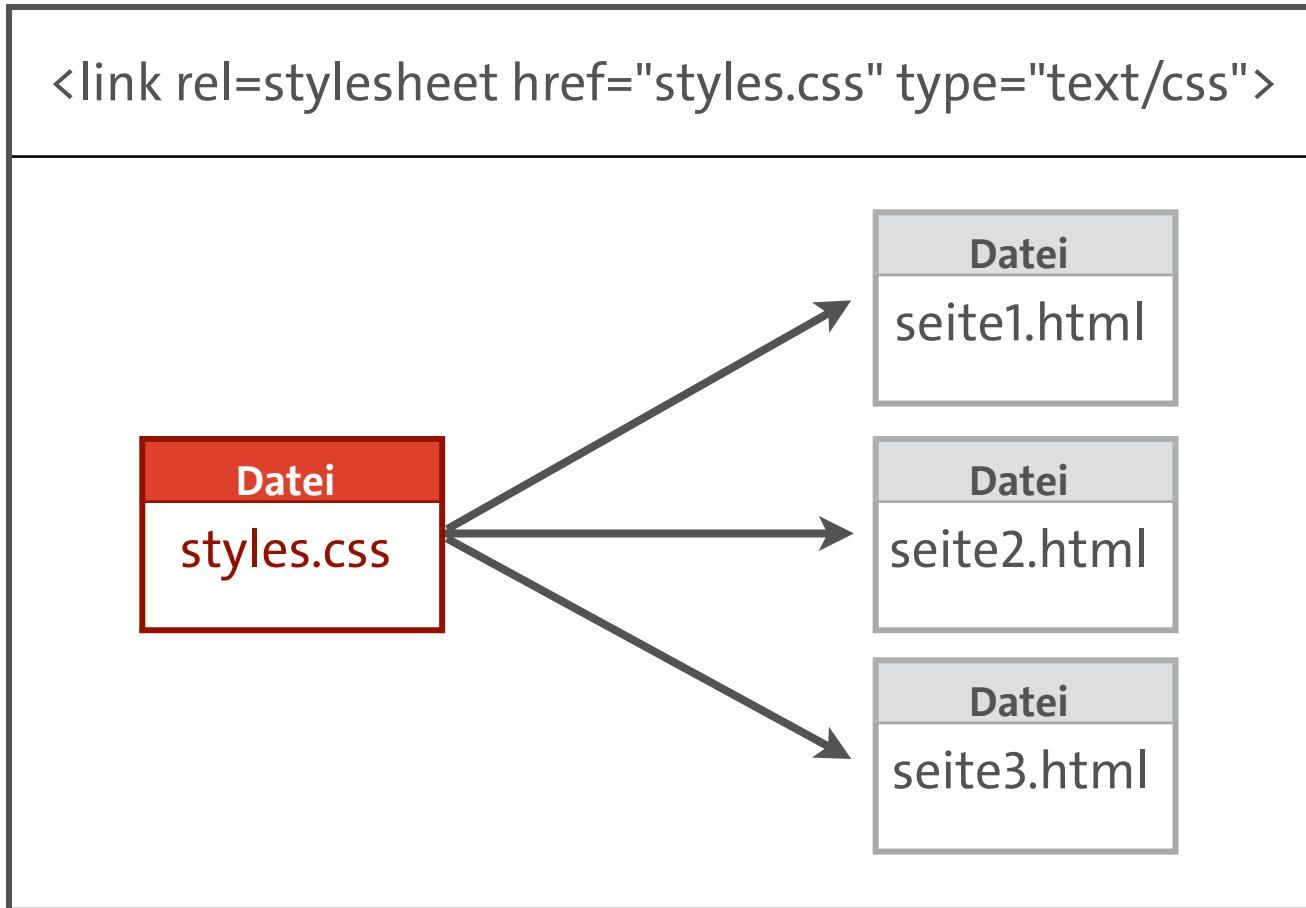 <link rel=stylesheet href="styles.css" type="text/css">
Datei
styles.css
Datei
seite1.html
Datei
seite2.html
Datei
seite3.html